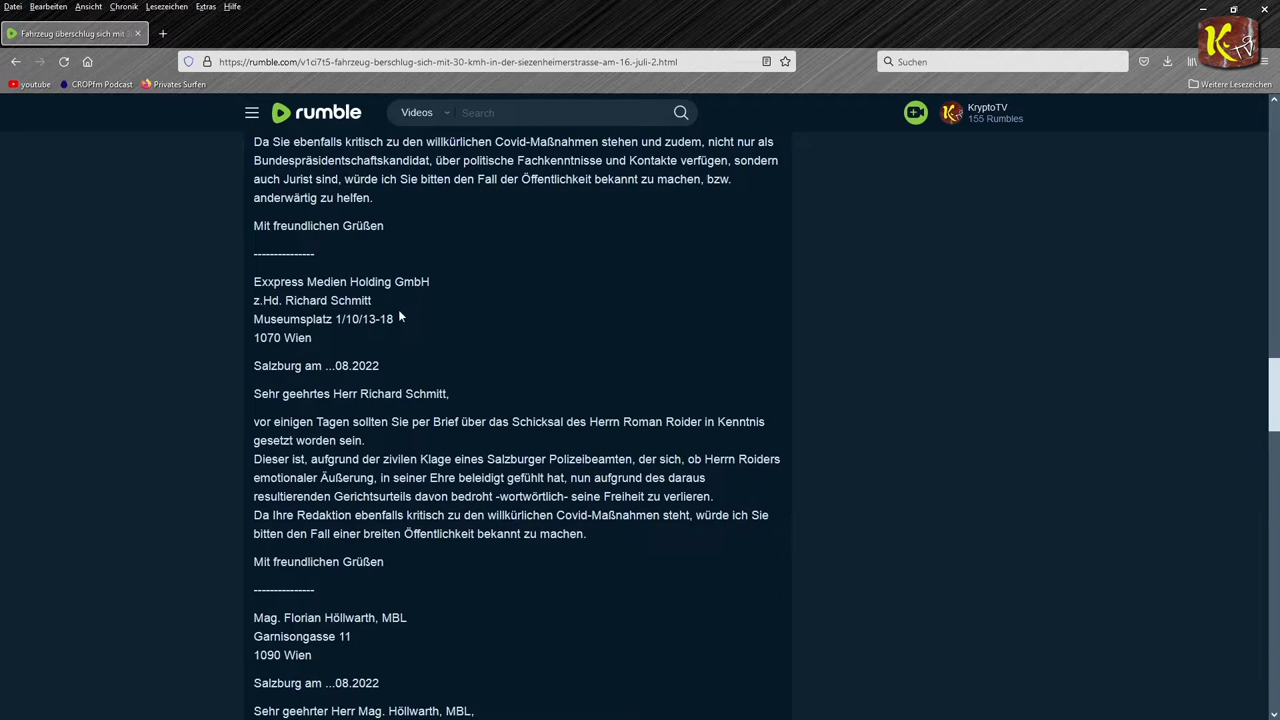 Datei Bearbeiten Ansicht Chronik Lesezeichen Extras Hilfe
Fahrzeug überschlug sich mit 3
https://rumble.com/v1ci7t5-fahrzeug-berschlug-sich-mit-30-kmh-in-der-siezenheimerstrasse-am-16.-juli-2.html
Suchen
youtube CROPfm Podcast Privates Surfen Weitere Lesezeichen
rumble Videos Search KryptoTV
155 Rumbles
Da Sie ebenfalls kritisch zu den willkürlichen Covid-Maßnahmen stehen und zudem, nicht nur als
Bundespräsidentschaftskandidat, über politische Fachkenntnisse und Kontakte verfügen, sondern
auch Jurist sind, würde ich Sie bitten den Fall der Öffentlichkeit bekannt zu machen, bzw.
anderwärtig zu helfen.
Mit freundlichen Grüßen
---------------
Exxpress Medien Holding GmbH
z.Hd. Richard Schmitt
Museumsplatz 1/10/13-18
1070 Wien
Salzburg am ...08.2022
Sehr geehrtes Herr Richard Schmitt,
vor einigen Tagen sollten Sie per Brief über das Schicksal des Herrn Roman Roider in Kenntnis
gesetzt worden sein.
Dieser ist, aufgrund der zivilen Klage eines Salzburger Polizeibeamten, der sich, ob Herrn Roiders
emotionaler Äußerung, in seiner Ehre beleidigt gefühlt hat, nun aufgrund des daraus
resultierenden Gerichtsurteils davon bedroht -wortwörtlich- seine Freiheit zu verlieren.
Da Ihre Redaktion ebenfalls kritisch zu den willkürlichen Covid-Maßnahmen steht, würde ich Sie
bitten den Fall einer breiten Öffentlichkeit bekannt zu machen.
Mit freundlichen Grüßen
---------------
Mag. Florian Höllwarth, MBL
Garnisongasse 11
1090 Wien
Salzburg am ...08.2022
Sehr geehrter Herr Mag. Höllwarth, MBL,